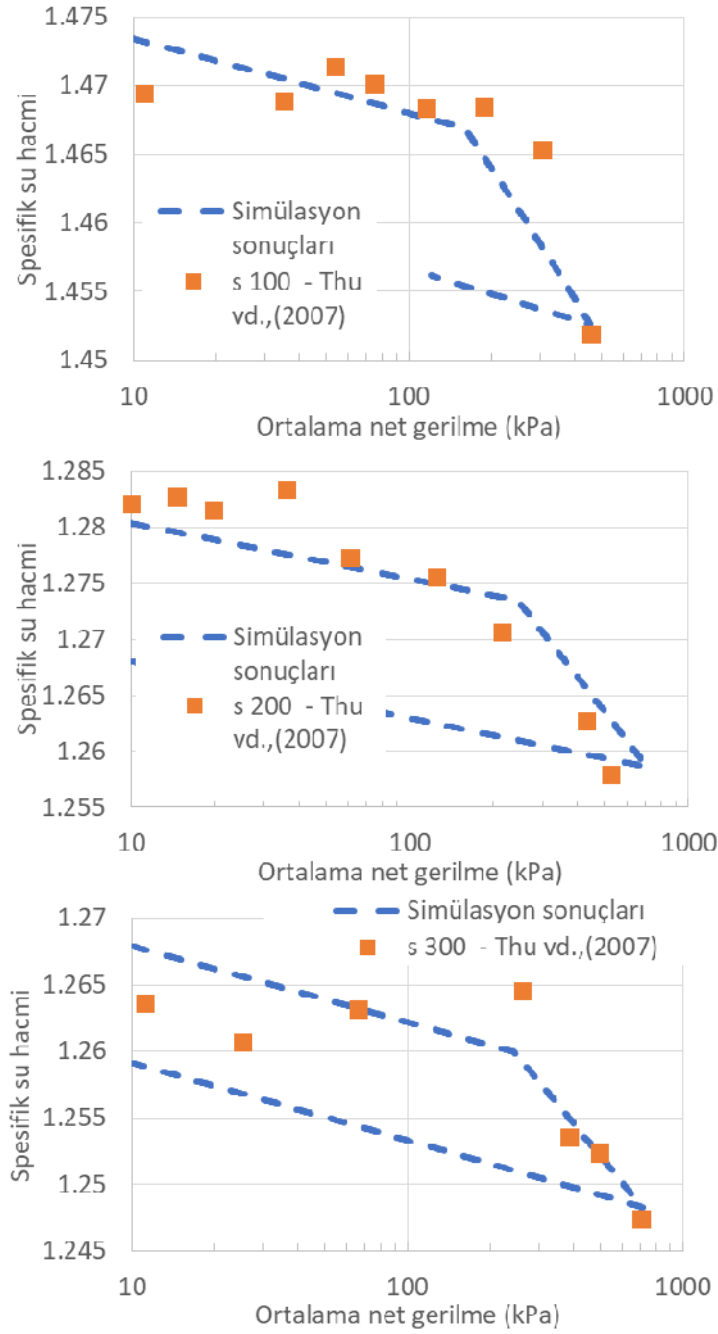 1.475
1.47
1.465
1.46
1.455
1.45
Spesifik su hacmi
Simülasyon
sonuçları
s 100 - Thu
vd.,(2007)
10
100
1000
Ortalama net gerilme (kPa)
1.285
1.28
1.275
1.27
1.265
1.26
1.255
Spesifik su hacmi
Simülasyon
sonuçları
s 200 - Thu
vd.,(2007)
10
100
1000
Ortalama net gerilme (kPa)
Simülasyon sonuçları
s 300 - Thu vd.,(2007)
1.27
1.265
1.26
1.255
1.25
1.245
Spesifik su hacmi
10
100
1000
Ortalama net gerilme (kPa)